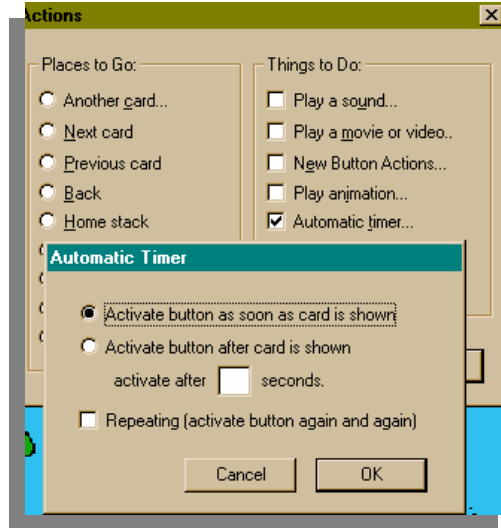 Actions
Places to Go:
Another card...
Next card
Previous card
Back
Home stack
Things to Do:
Play a sound...
Play a movie or video..
New Button Actions...
Play animation...
Automatic timer...
Automatic Timer
Activate button as soon as card is shown
Activate button after card is shown
activate after seconds.
Repeating (activate button again and again)
Cancel
OK